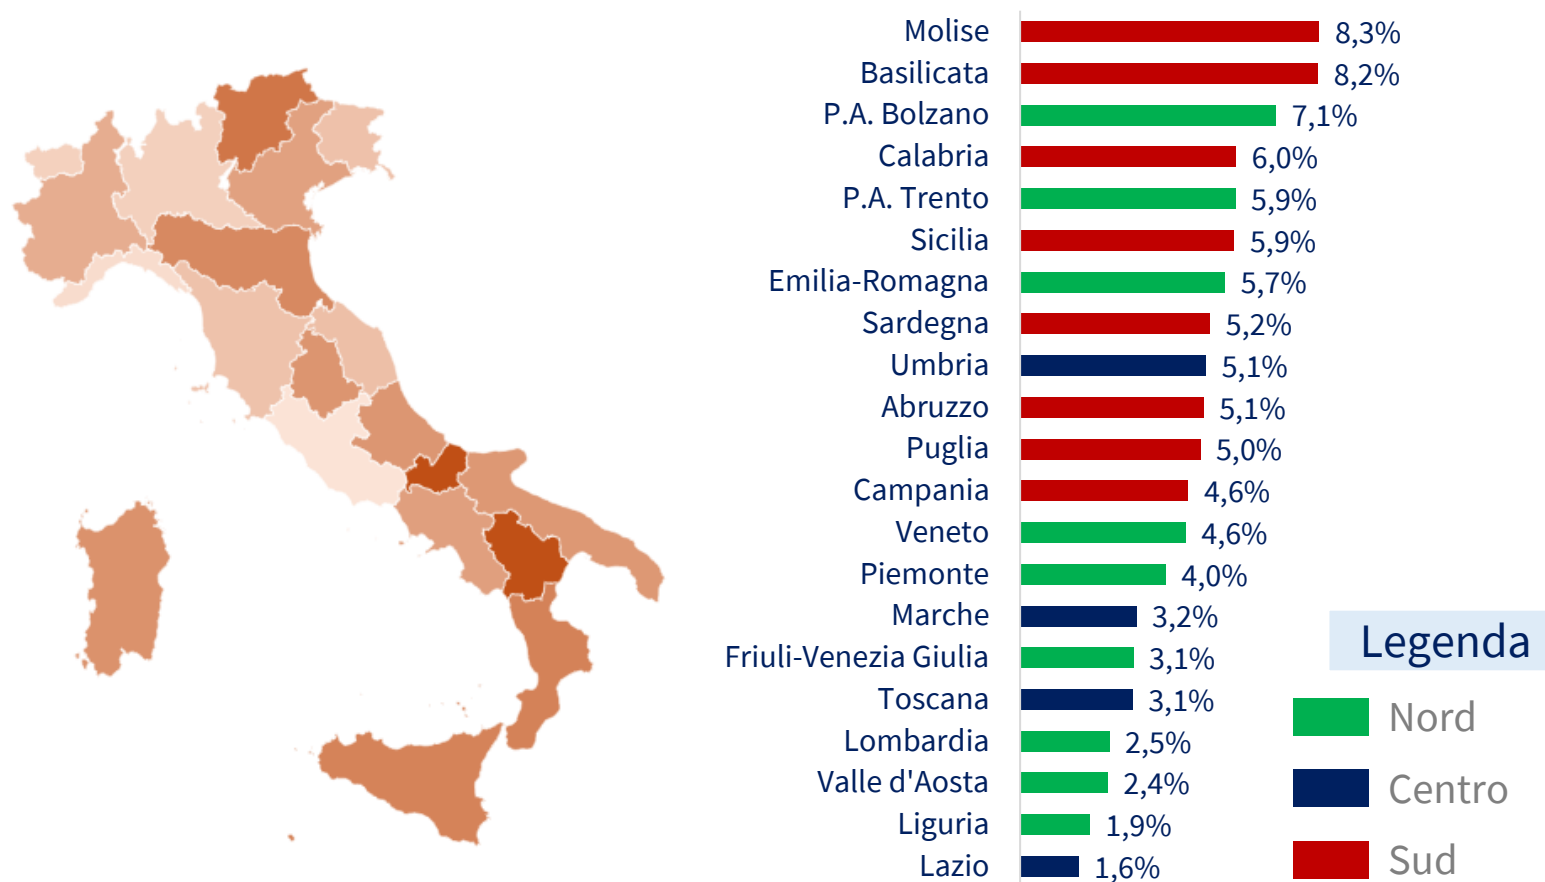 Molise 8,3%
Basilicata 8,2%
P.A. Bolzano 7,1%
Calabria 6,0%
P.A. Trento 5,9%
Sicilia 5,9%
Emilia-Romagna 5,7%
Sardegna 5,2%
Umbria 5,1%
Abruzzo 5,1%
Puglia 5,0%
Campania 4,6%
Veneto 4,6%
Piemonte 4,0%
Marche 3,2%
Friuli-Venezia Giulia 3,1%
Toscana 3,1%
Lombardia 2,5%
Valle d'Aosta 2,4%
Liguria 1,9%
Lazio 1,6%
Legenda
Nord
Centro
Sud